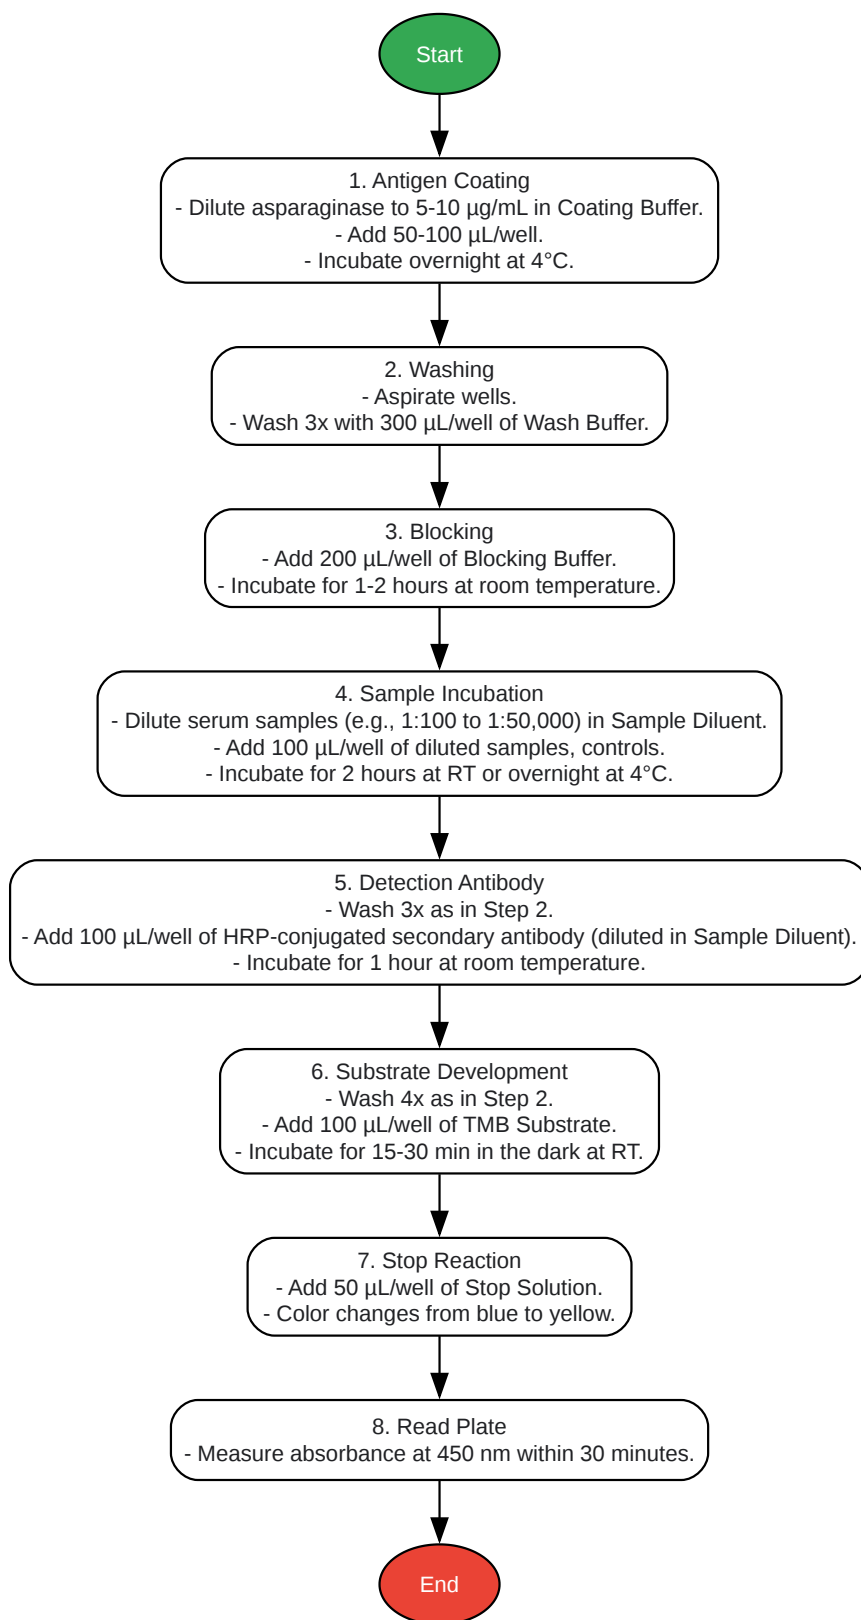 Start
1. Antigen Coating
- Dilute asparaginase to 5-10 µg/mL in Coating Buffer.
- Add 50-100 µL/well.
- Incubate overnight at 4°C.
2. Washing
- Aspirate wells.
- Wash 3x with 300 µL/well of Wash Buffer.
3. Blocking
- Add 200 µL/well of Blocking Buffer.
- Incubate for 1-2 hours at room temperature.
4. Sample Incubation
- Dilute serum samples (e.g., 1:100 to 1:50,000) in Sample Diluent.
- Add 100 µL/well of diluted samples, controls.
- Incubate for 2 hours at RT or overnight at 4°C.
5. Detection Antibody
- Wash 3x as in Step 2.
- Add 100 µL/well of HRP-conjugated secondary antibody (diluted in Sample Diluent).
- Incubate for 1 hour at room temperature.
6. Substrate Development
- Wash 4x as in Step 2.
- Add 100 µL/well of TMB Substrate.
- Incubate for 15-30 min in the dark at RT.
7. Stop Reaction
- Add 50 µL/well of Stop Solution.
- Color changes from blue to yellow.
8. Read Plate
- Measure absorbance at 450 nm within 30 minutes.
End